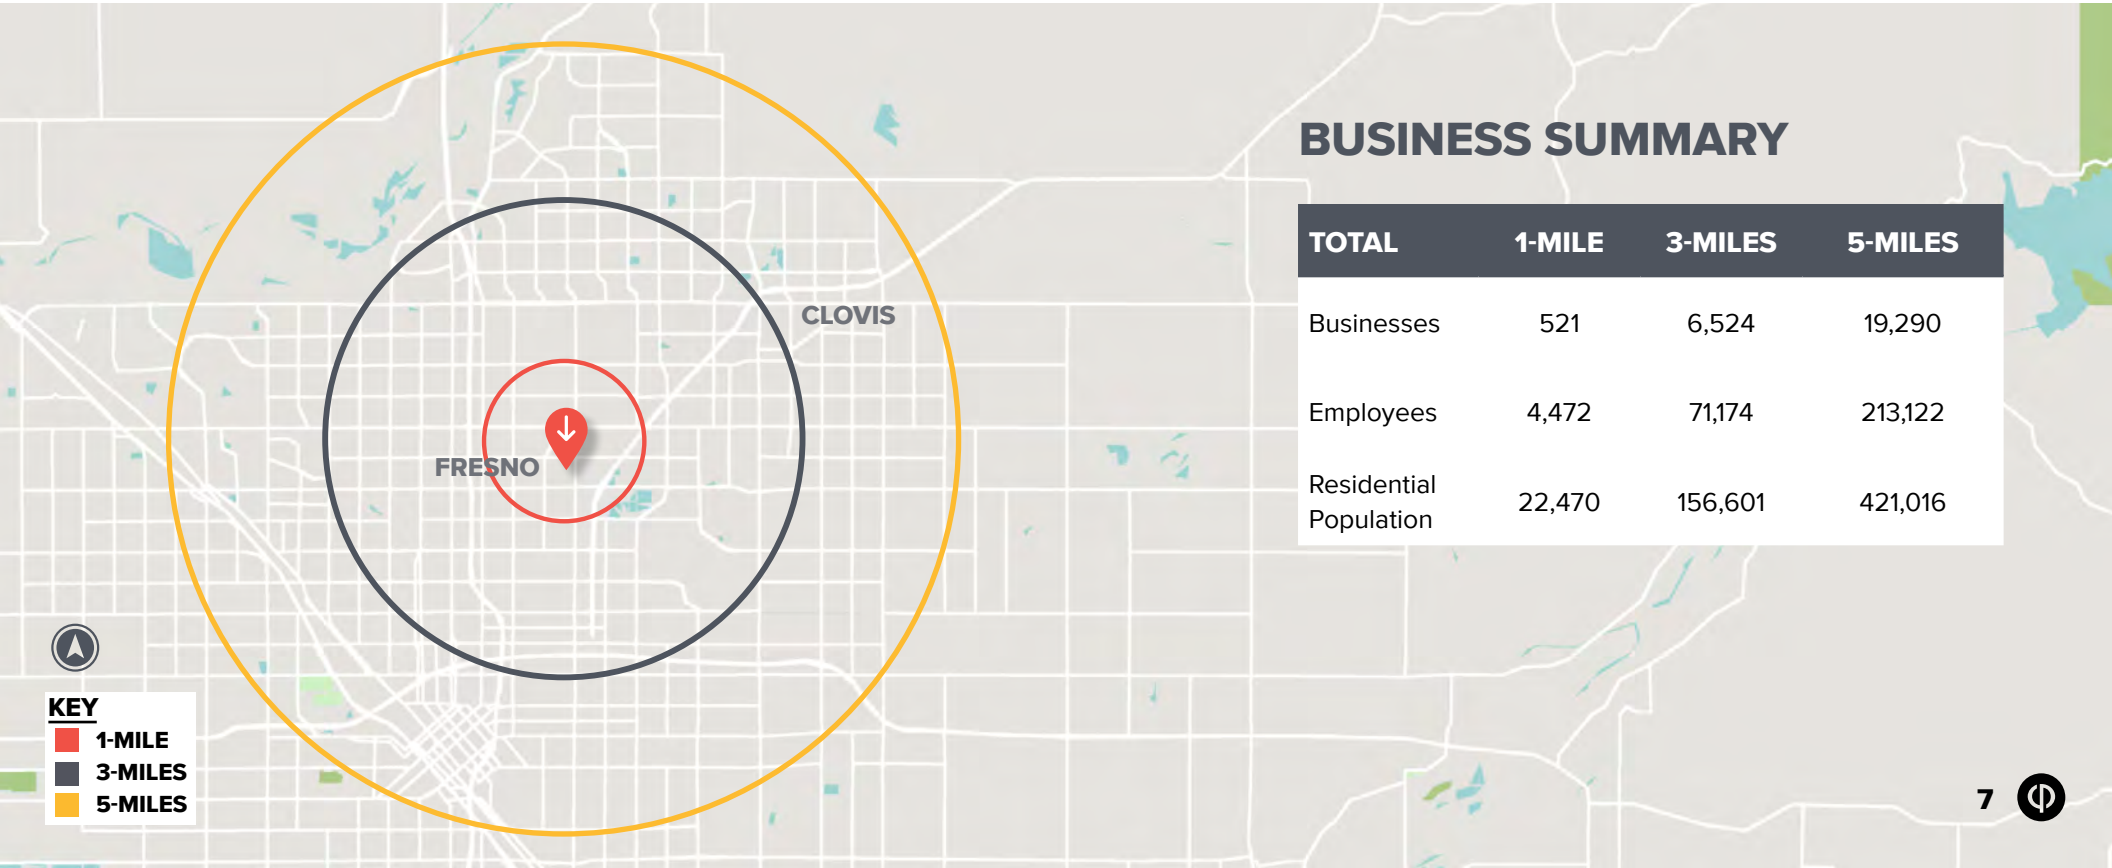 BUSINESS SUMMARY
TOTAL 1-MILE 3-MILES 5-MILES
Businesses 521 6,524 19,290
Employees 4,472 71,174 213,122
Residential
Population 22,470 156,601 421,016
CLOVIS
FRESNO
KEY
1-MILE
3-MILES
5-MILES
7